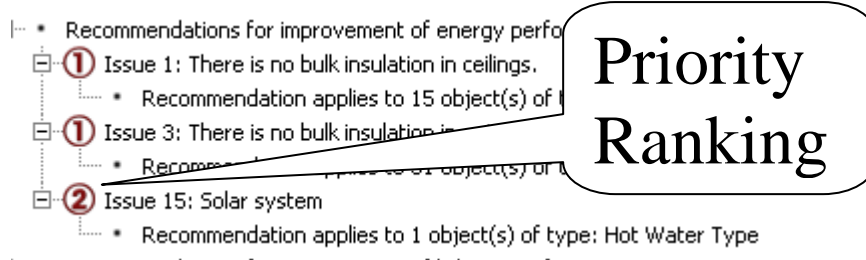 Recommendations for improvement of energy perfo
1 Issue 1: There is no bulk insulation in ceilings.
Recommendation applies to 15 object(s) of
1 Issue 3: There is no bulk insulation
2 Issue 15: Solar system
Recommendation applies to 1 object(s) of type: Hot Water Type
Priority
Ranking